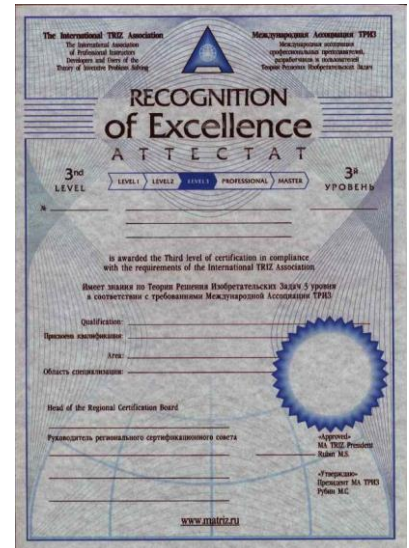 The International TRIZ Association
The International Association
of Professional Instructors
Developers and Users of the
Theory of Inventive Problem Solving
Международная Ассоциация ТРИЗ
Международная ассоциация
профессиональных преподавателей,
разработчиков и пользователей
Теории Решения Изобретательских Задач
RECOGNITION
of Excellence
ATTECTAT
3nd
LEVEL
LEVEL 1 LEVEL 2 LEVEL 3 PROFESSIONAL MASTER
3й
УРОВЕНЬ
№
is awarded the Third level of certification in compliance
with the requirements of the International TRIZ Association
Имеет знания по Теории Решения Изобретательских Задач 3 уровня
в соответствии с требованиями Международной Ассоциации ТРИЗ
Qualification:
Присвоена квалификация:
Area:
Область специализации:
Head of the Regional Certification Board
Руководитель регионального сертификационного совета
«Approved»
MA TRIZ President
Rubin M.S.
«Утверждаю»
Президент МА ТРИЗ
Рубин М.С.
www.matriz.ru